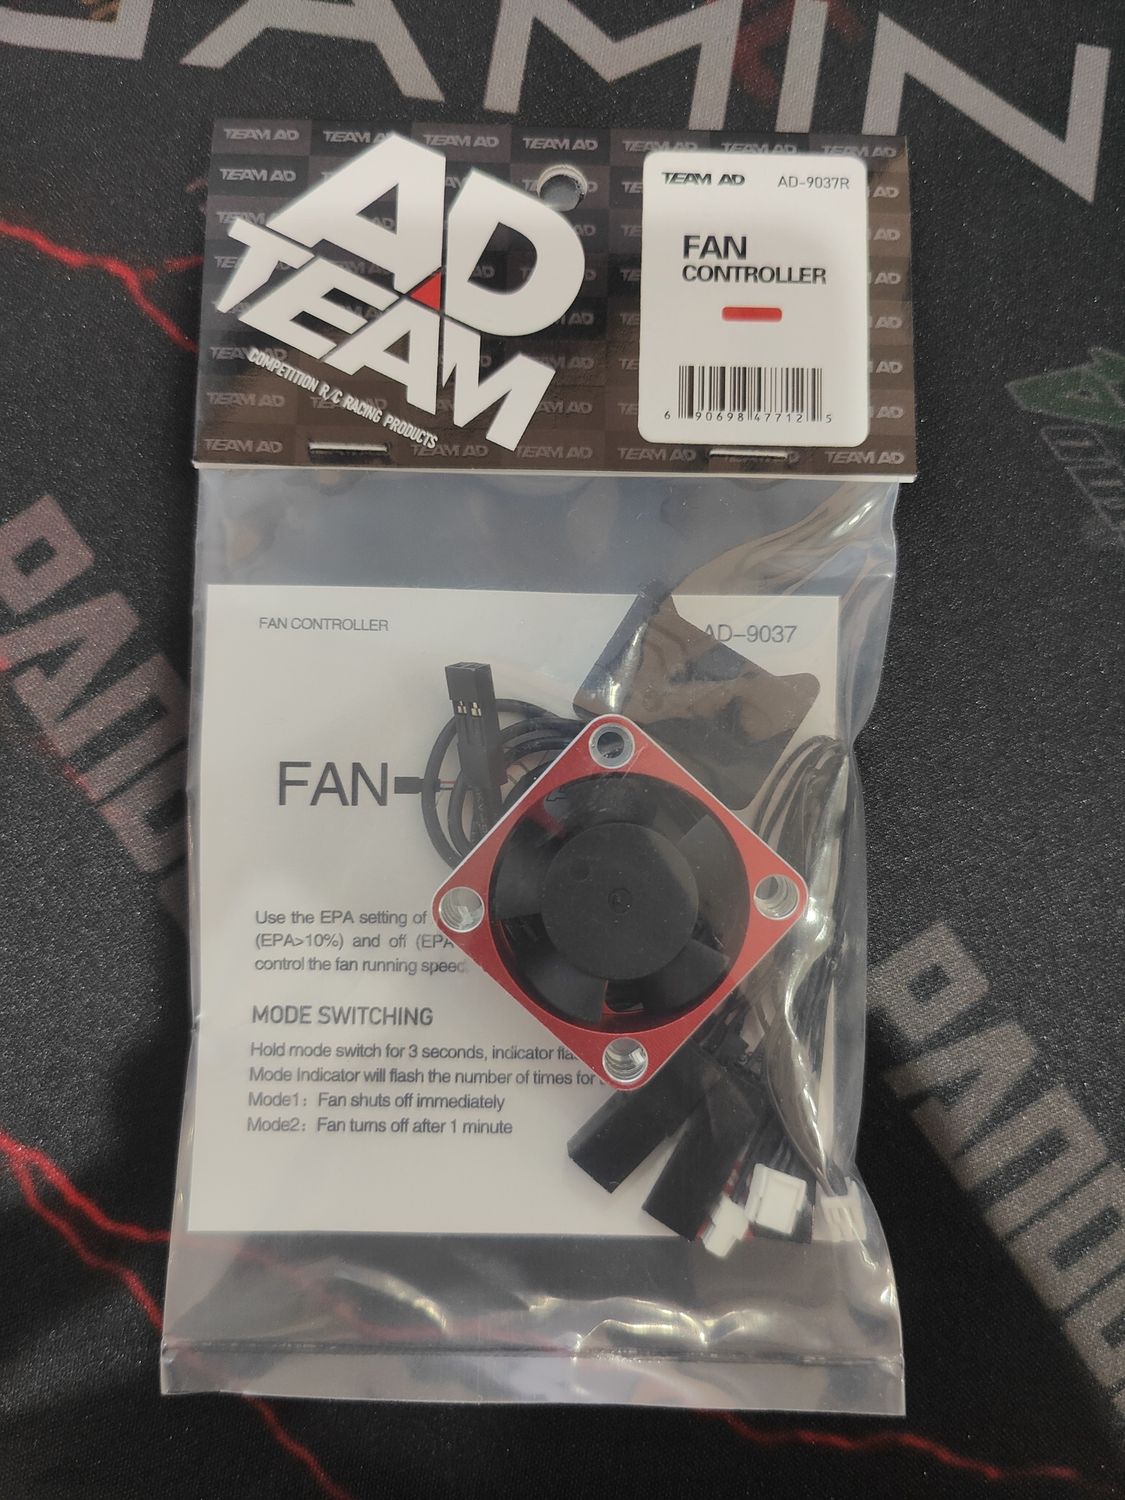 AMIN
AD
TEAM
COMPETITION R/C RACING PRODUCTS
TEAM AD
AD-9037R
FAN
CONTROLLER
6 90698 47712 5
FAN CONTROLLER
AD-9037
FAN
Use the EPA setting of
(EPA>10%) and off (EPA
control the fan running speed
MODE SWITCHING
Hold mode switch for 3 seconds, indicator
Mode Indicator will flash the number of times for
Mode1: Fan shuts off immediately
Mode2: Fan turns off after 1 minute